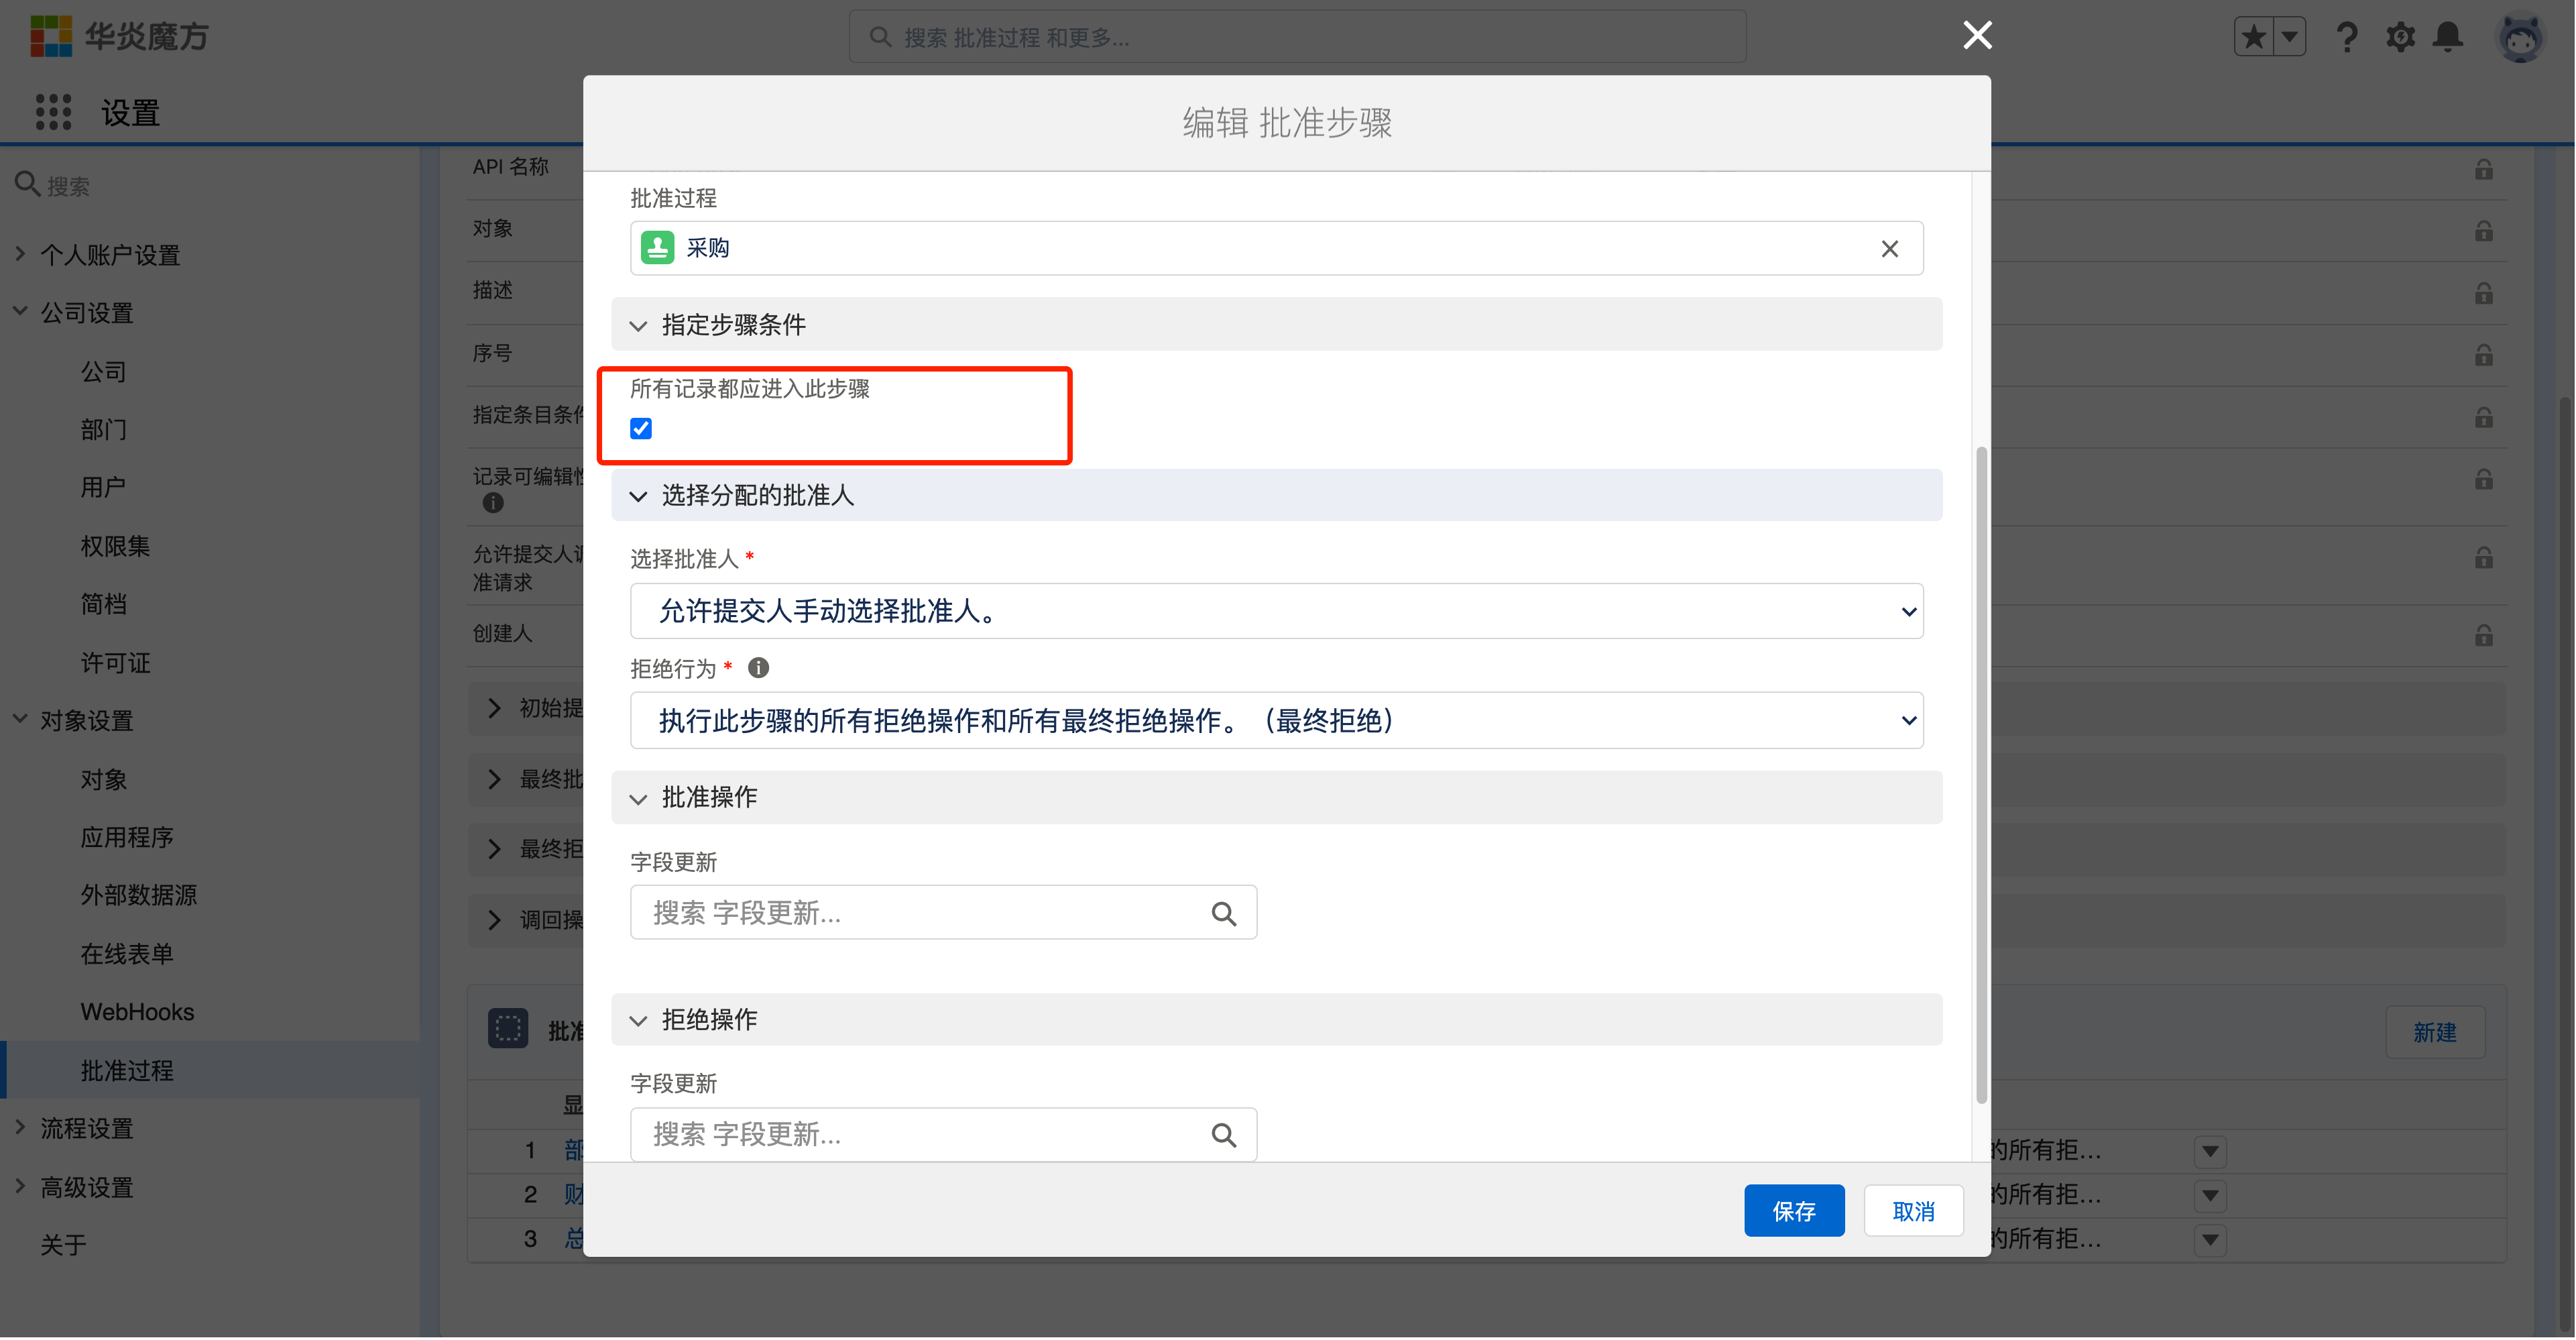 华炎魔方
搜索 批准过程 和更多...
设置
编辑 批准步骤
搜索
个人账户设置
公司设置
公司
部门
用户
权限集
简档
许可证
对象设置
对象
应用程序
外部数据源
在线表单
WebHooks
批准过程
流程设置
高级设置
关于
API 名称
对象
描述
序号
指定条目条件
记录可编辑性
允许提交人调
准请求
创建人
初始提
最终批
最终拒
调回操
批准
新建
显
1 部 的所有拒...
2 财 的所有拒...
3 总 的所有拒...
批准过程
采购
指定步骤条件
所有记录都应进入此步骤
选择分配的批准人
选择批准人 *
允许提交人手动选择批准人。
拒绝行为 *
执行此步骤的所有拒绝操作和所有最终拒绝操作。（最终拒绝）
批准操作
字段更新
搜索 字段更新...
拒绝操作
字段更新
搜索 字段更新...
保存
取消